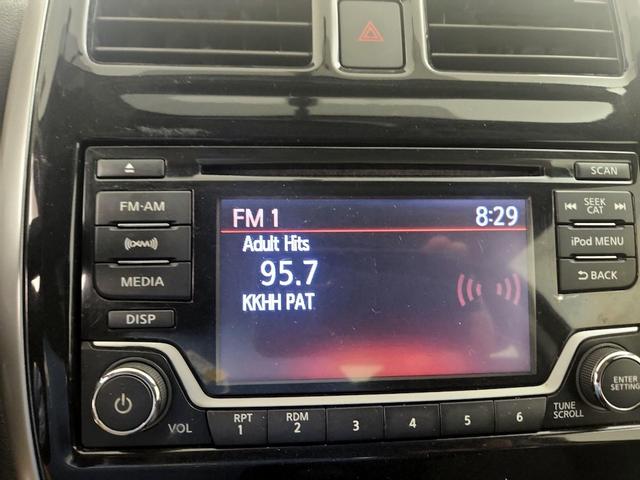 SCAN
FM-AM
SEEK
CAT
FM 1 8:29
Adult Hits
(XM)
iPod MENU
95.7
MEDIA
BACK
KKHH PAT
DISP
ENTER
SETTING
VOL
RPT
1
RDM
2
3
4
5
6
TUNE
SCROLL